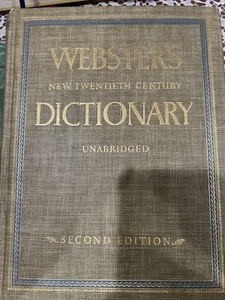 WEBSTER'S
NEW TWENTIETH CENTURY
DICTIONARY
UNABRIDGED
SECOND EDITION